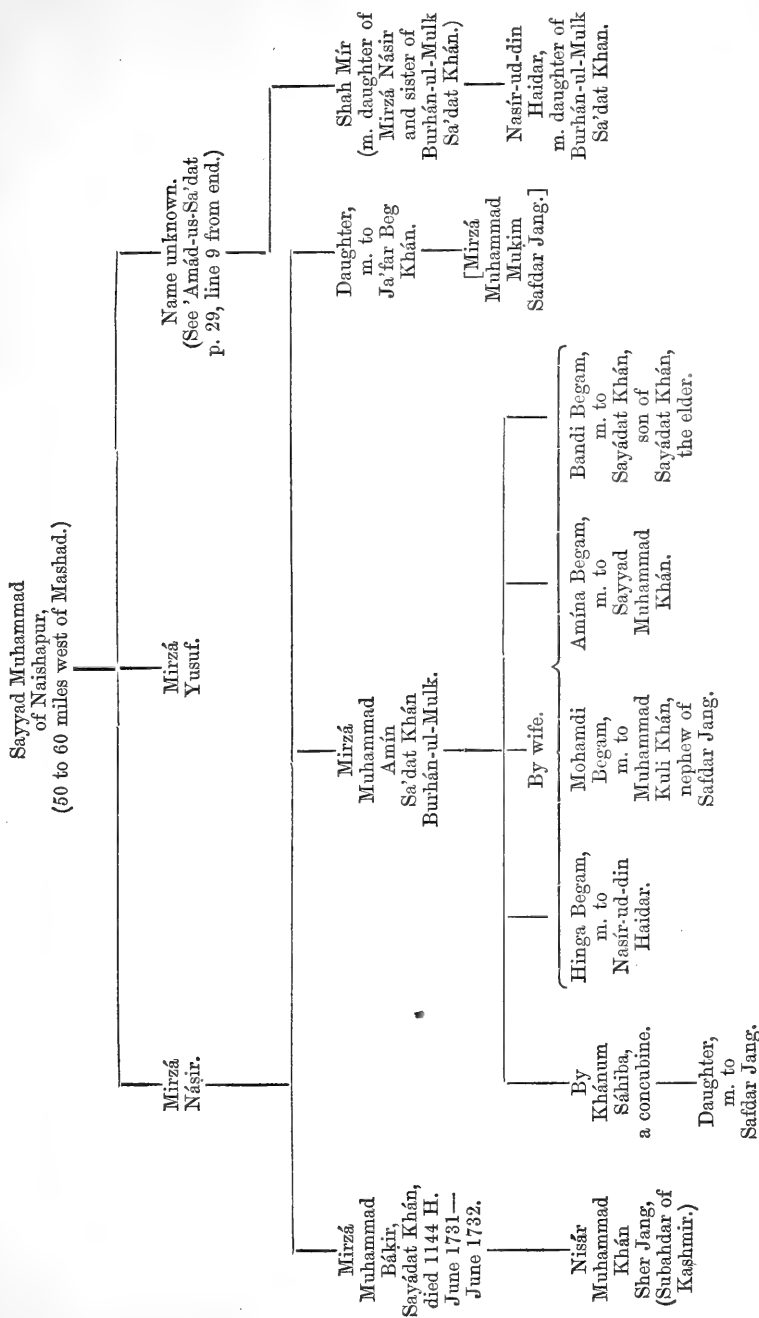 Sayyad Muhammad
of Naishapur,
(50 to 60 miles west of Mashad.)
Mirzá
Náṣir.
Mirzá
Yusuf.
Name unknown.
(See 'Amád-us-Sa'dat
p. 29, line 9 from end.)
Mirzá
Muhammad
Báḳir,
Sayádat Khán,
died 1144 H.
June 1731—
June 1732.
Mirzá
Muhammad
Amín
Sa'dat Khán
Burhán-ul-Mulk.
Daughter,
m. to
Ja'far Beg
Khán.
Shah Mír
(m. daughter of
Mirzá Násir
and sister of
Burhán-ul-Mulk
Sa'dat Khán.)
Nisár
Muhammad
Khán
Sher Jang,
(Subahdar of
Kashmir.)
By
Khánum
Sáhiba,
a concubine.
By wife.
[Mirzá
Muhammad
Muḳim
Safdar Jang.]
Nasír-ud-din
Haidar,
m. daughter of
Burhán-ul-Mulk
Sa'dat Khan.
Daughter,
m. to
Safdar Jang.
Hinga Begam,
m. to
Nasír-ud-din
Haidar.
Mohamdi
Begam,
m. to
Muhammad
Kuli Khán,
nephew of
Safdar Jang.
Amína Begam,
m. to
Sayyad
Muhammad
Khán.
Bandi Begam,
m. to
Sayádat Khán,
son of
Sayádat Khán,
the elder.